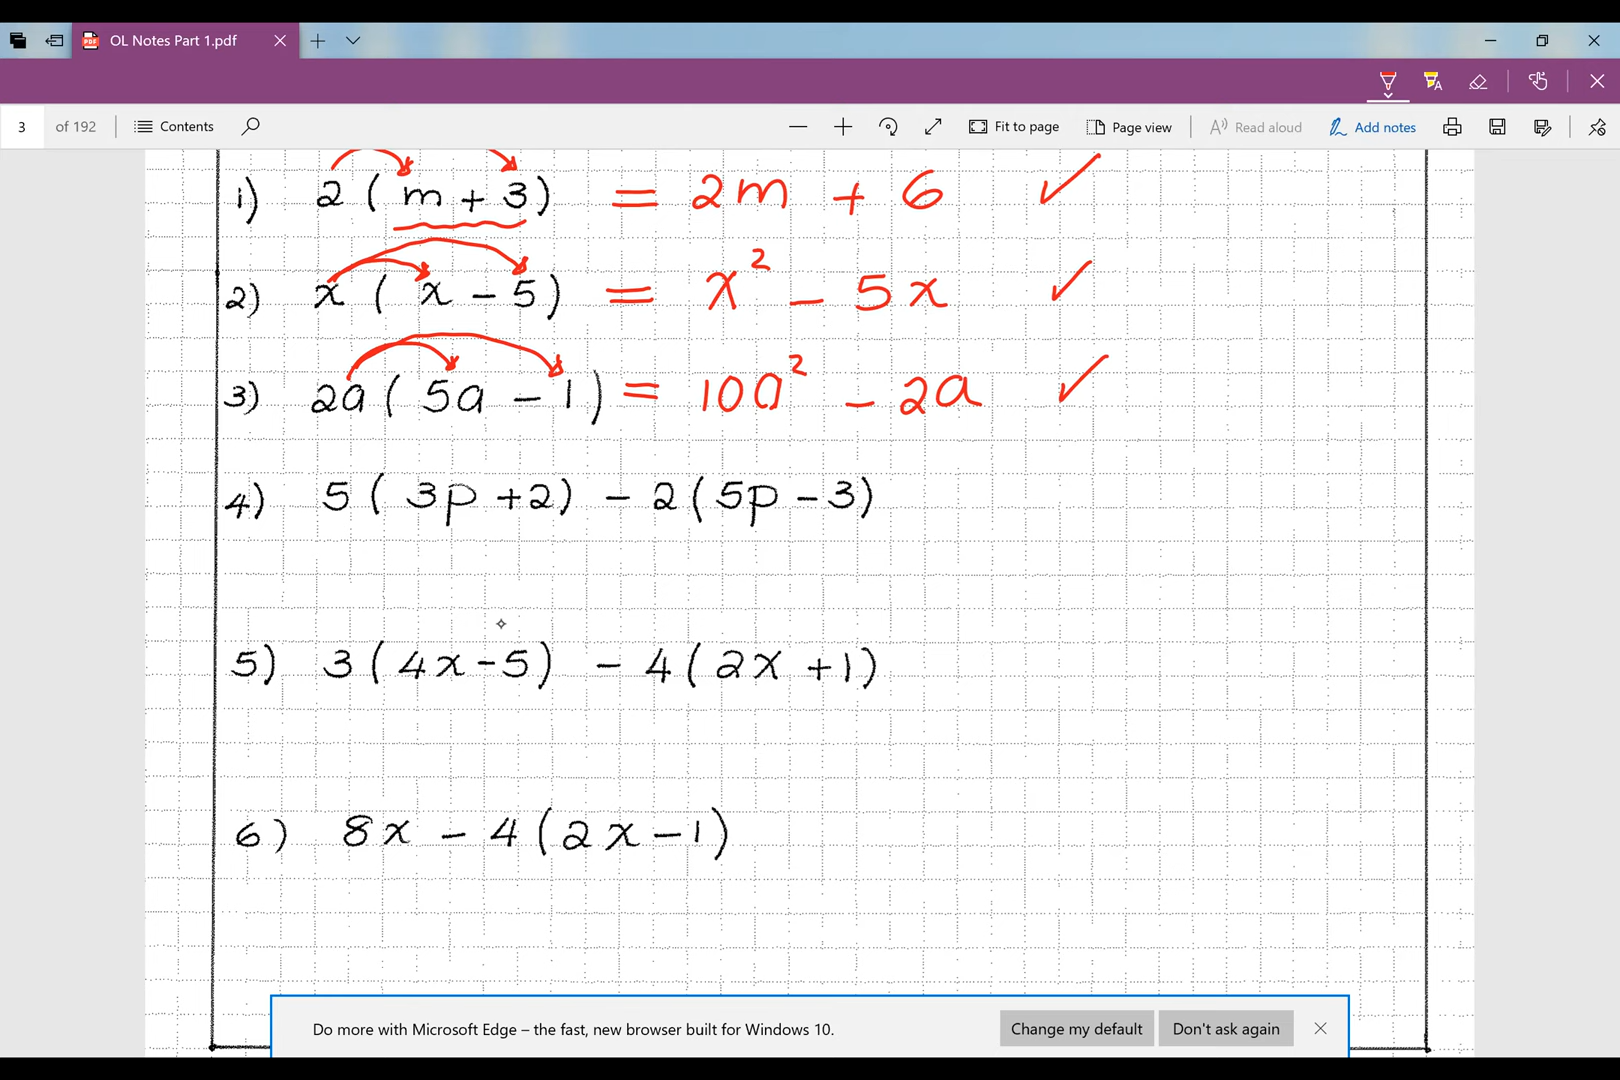 OL Notes Part 1.pdf
3 of 192 Contents Fit to page Page view Read aloud Add notes
1) 2(m + 3) = 2m + 6 ✓
2) x(x - 5) = x² - 5x ✓
3) 2a(5a - 1) = 10a² - 2a ✓
4) 5(3p + 2) - 2(5p - 3)
5) 3(4x - 5) - 4(2x + 1)
6) 8x - 4(2x - 1)
Do more with Microsoft Edge – the fast, new browser built for Windows 10. Change my default Don't ask again